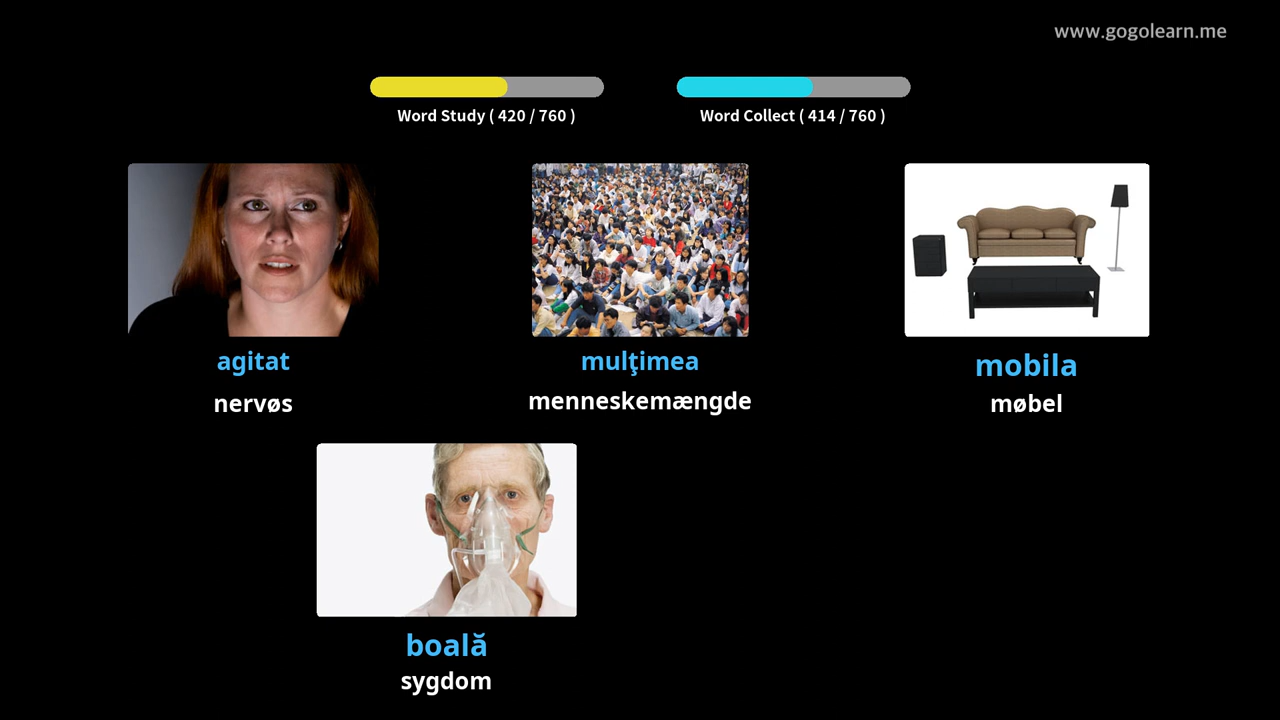 www.gogolearn.me
Word Study ( 420 / 760 )
Word Collect ( 414 / 760 )
agitat
nervøs
mulţimea
menneskemængde
mobila
møbel
boală
sygdom